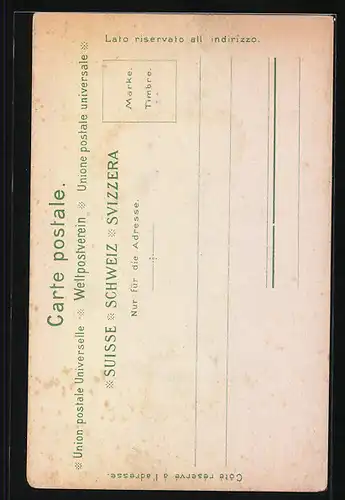 Carte postale.
※ Union postale Universelle ※ Weltpostverein ※ Unione postale universale ※
※ SUISSE ※ SCHWEIZ ※ SVIZZERA
Nur für die Adresse.
Marke.
Timbre.
Lato riservato all indirizzo.
Côté réservé à l'adresse.